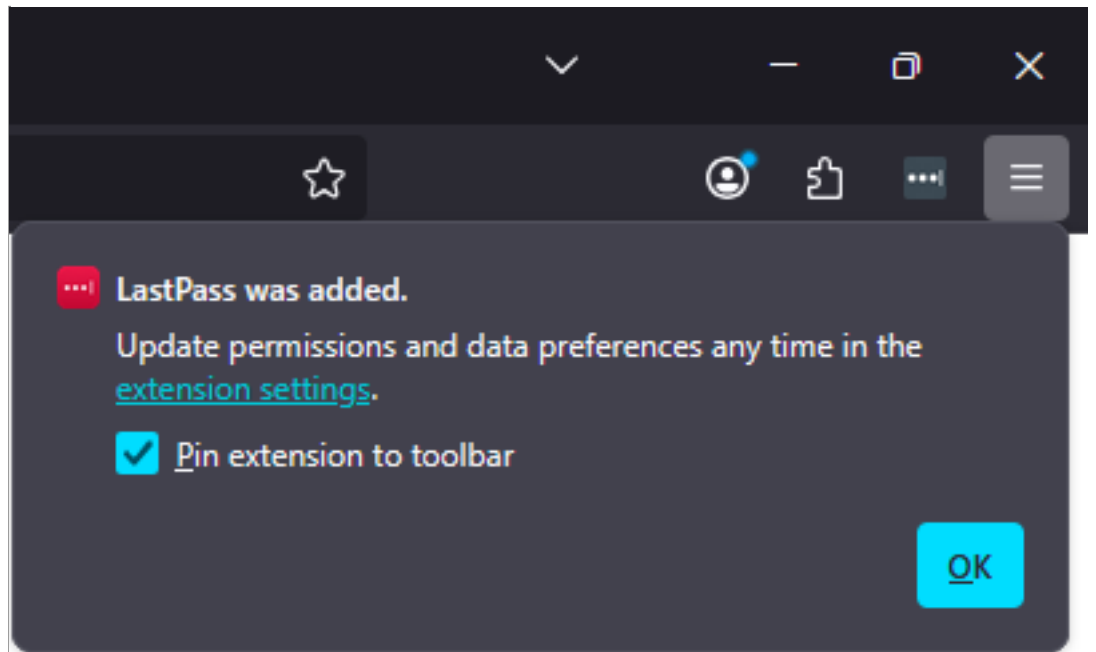 LastPass was added.
Update permissions and data preferences any time in the
extension settings.
Pin extension to toolbar
OK